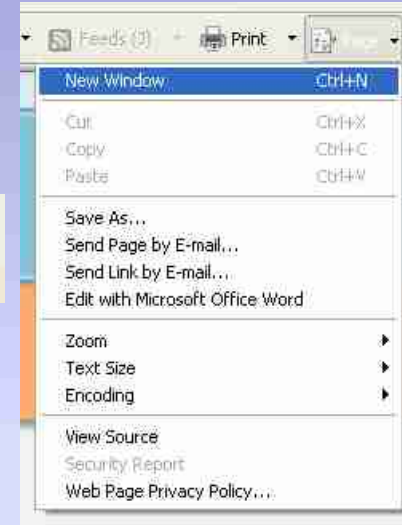 Feeds (J) Print
New Window Ctrl+N
Cut Ctrl+X
Copy Ctrl+C
Paste Ctrl+V
Save As...
Send Page by E-mail...
Send Link by E-mail...
Edit with Microsoft Office Word
Zoom
Text Size
Encoding
View Source
Security Report
Web Page Privacy Policy...